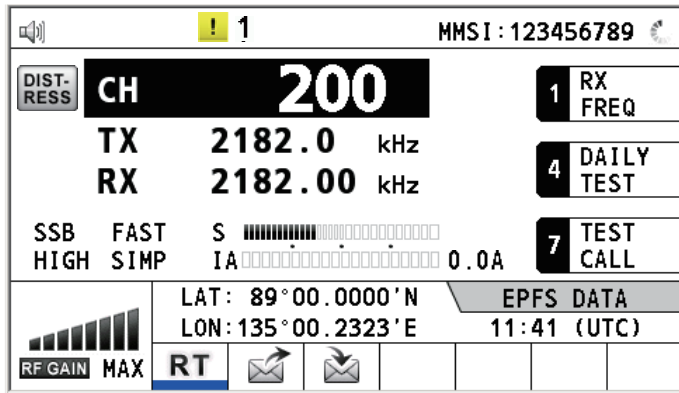 ! 1 MMSI:123456789
DIST-
RESS
CH 200
1 RX
FREQ
TX 2182.0 kHz
RX 2182.00 kHz
4 DAILY
TEST
SSB FAST S
HIGH SIMP IA 0.0A
7 TEST
CALL
LAT: 89°00.0000'N
LON:135°00.2323'E
EPFS DATA
11:41 (UTC)
RF GAIN MAX
RT